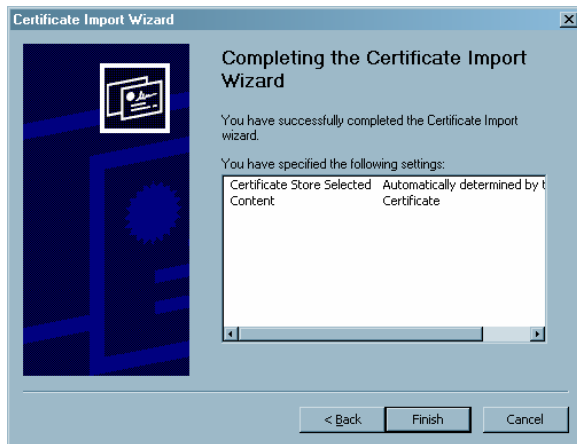 Certificate Import Wizard
Completing the Certificate Import
Wizard
You have successfully completed the Certificate Import
wizard.
You have specified the following settings:
Certificate Store Selected Automatically determined by t
Content Certificate
< Back Finish Cancel